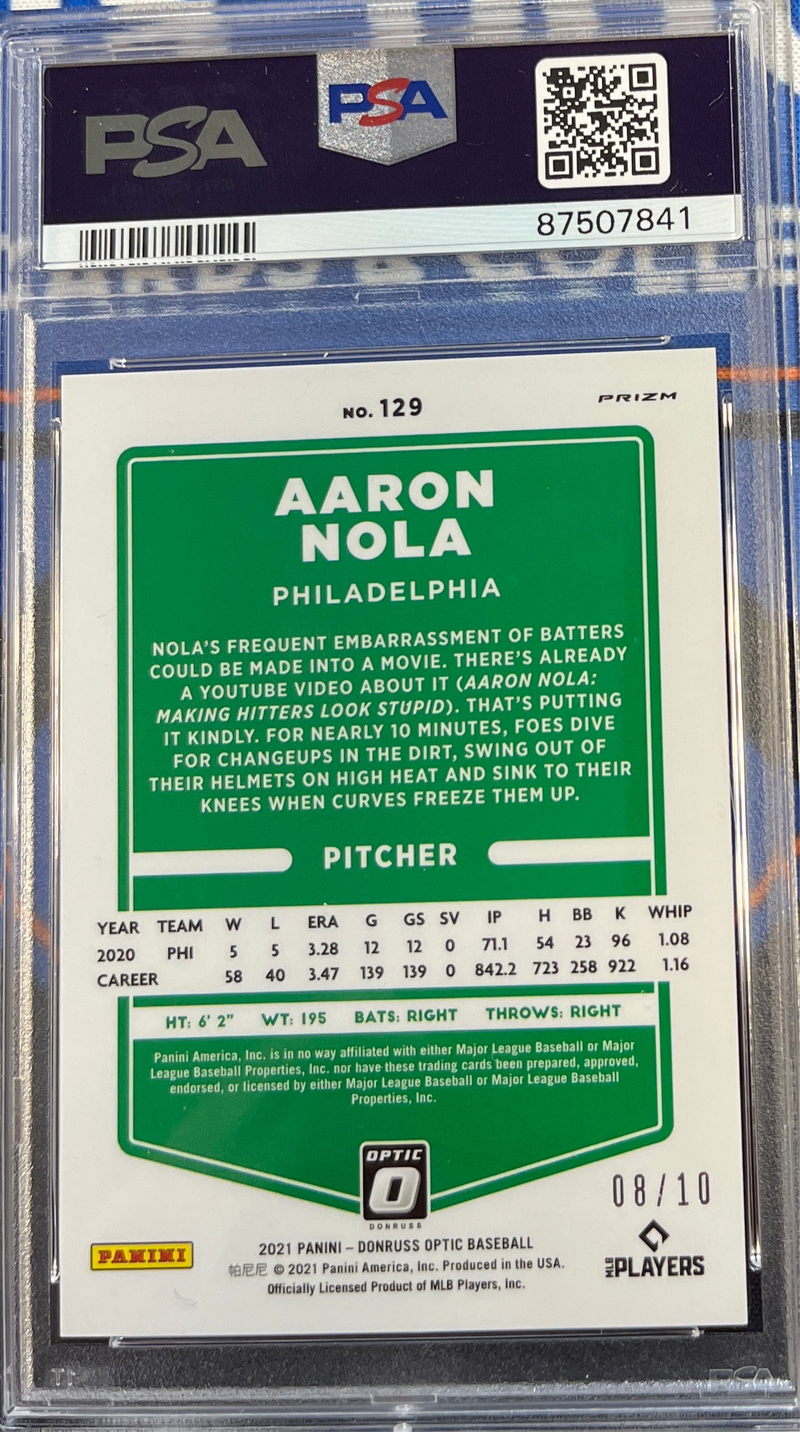 PSA
PSA
87507841
NO. 129
PRIZM
AARON
NOLA
PHILADELPHIA
NOLA'S FREQUENT EMBARRASSMENT OF BATTERS
COULD BE MADE INTO A MOVIE. THERE'S ALREADY
A YOUTUBE VIDEO ABOUT IT (AARON NOLA:
MAKING HITTERS LOOK STUPID). THAT'S PUTTING
IT KINDLY. FOR NEARLY 10 MINUTES, FOES DIVE
FOR CHANGEUPS IN THE DIRT, SWING OUT OF
THEIR HELMETS ON HIGH HEAT AND SINK TO THEIR
KNEES WHEN CURVES FREEZE THEM UP.
PITCHER
YEAR TEAM W L ERA G GS SV IP H BB K WHIP
2020 PHI 5 5 3.28 12 12 0 71.1 54 23 96 1.08
CAREER 58 40 3.47 139 139 0 842.2 723 258 922 1.16
HT: 6' 2" WT: 195 BATS: RIGHT THROWS: RIGHT
Panini America, Inc. is in no way affiliated with either Major League Baseball or Major
League Baseball Properties, Inc. nor have these trading cards been prepared, approved,
endorsed, or licensed by either Major League Baseball or Major League Baseball
Properties, Inc.
OPTIC
O
DONRUSS
08/10
PANINI
2021 PANINI – DONRUSS OPTIC BASEBALL
帕尼尼 © 2021 Panini America, Inc. Produced in the USA.
Officially Licensed Product of MLB Players, Inc.
MLB PLAYERS
PSA